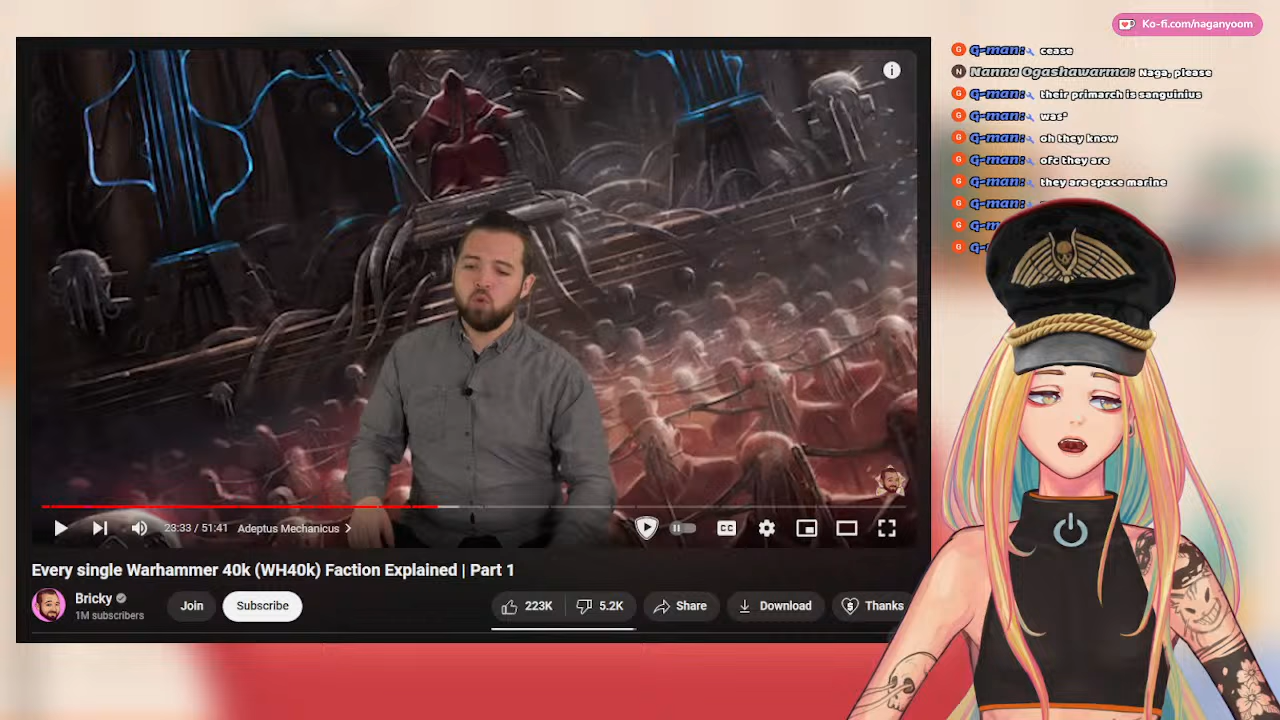 Ko-fi.com/naganyoom
G-man: cease
Nanna Ogashawarma: Naga, please
G-man: their primarch is sanguinius
G-man: was*
G-man: oh they know
G-man: ofc they are
G-man: they are space marine
G-man:
23:33 / 51:41 Adeptus Mechanicus
CC
Every single Warhammer 40k (WH40k) Faction Explained | Part 1
Bricky
1M subscribers
Join
Subscribe
223K
5.2K
Share
Download
Thanks